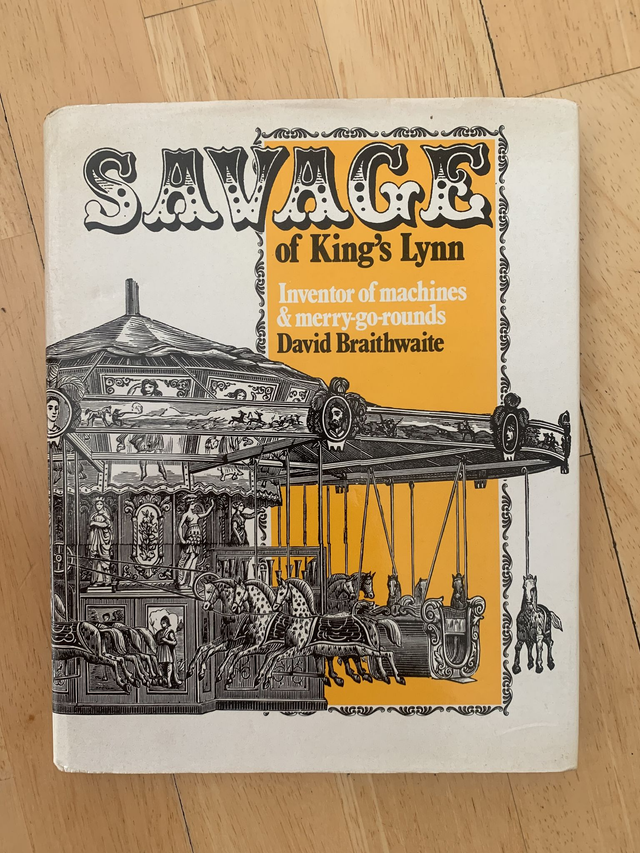 SAVAGE
of King's Lynn
Inventor of machines
& merry-go-rounds
David Braithwaite